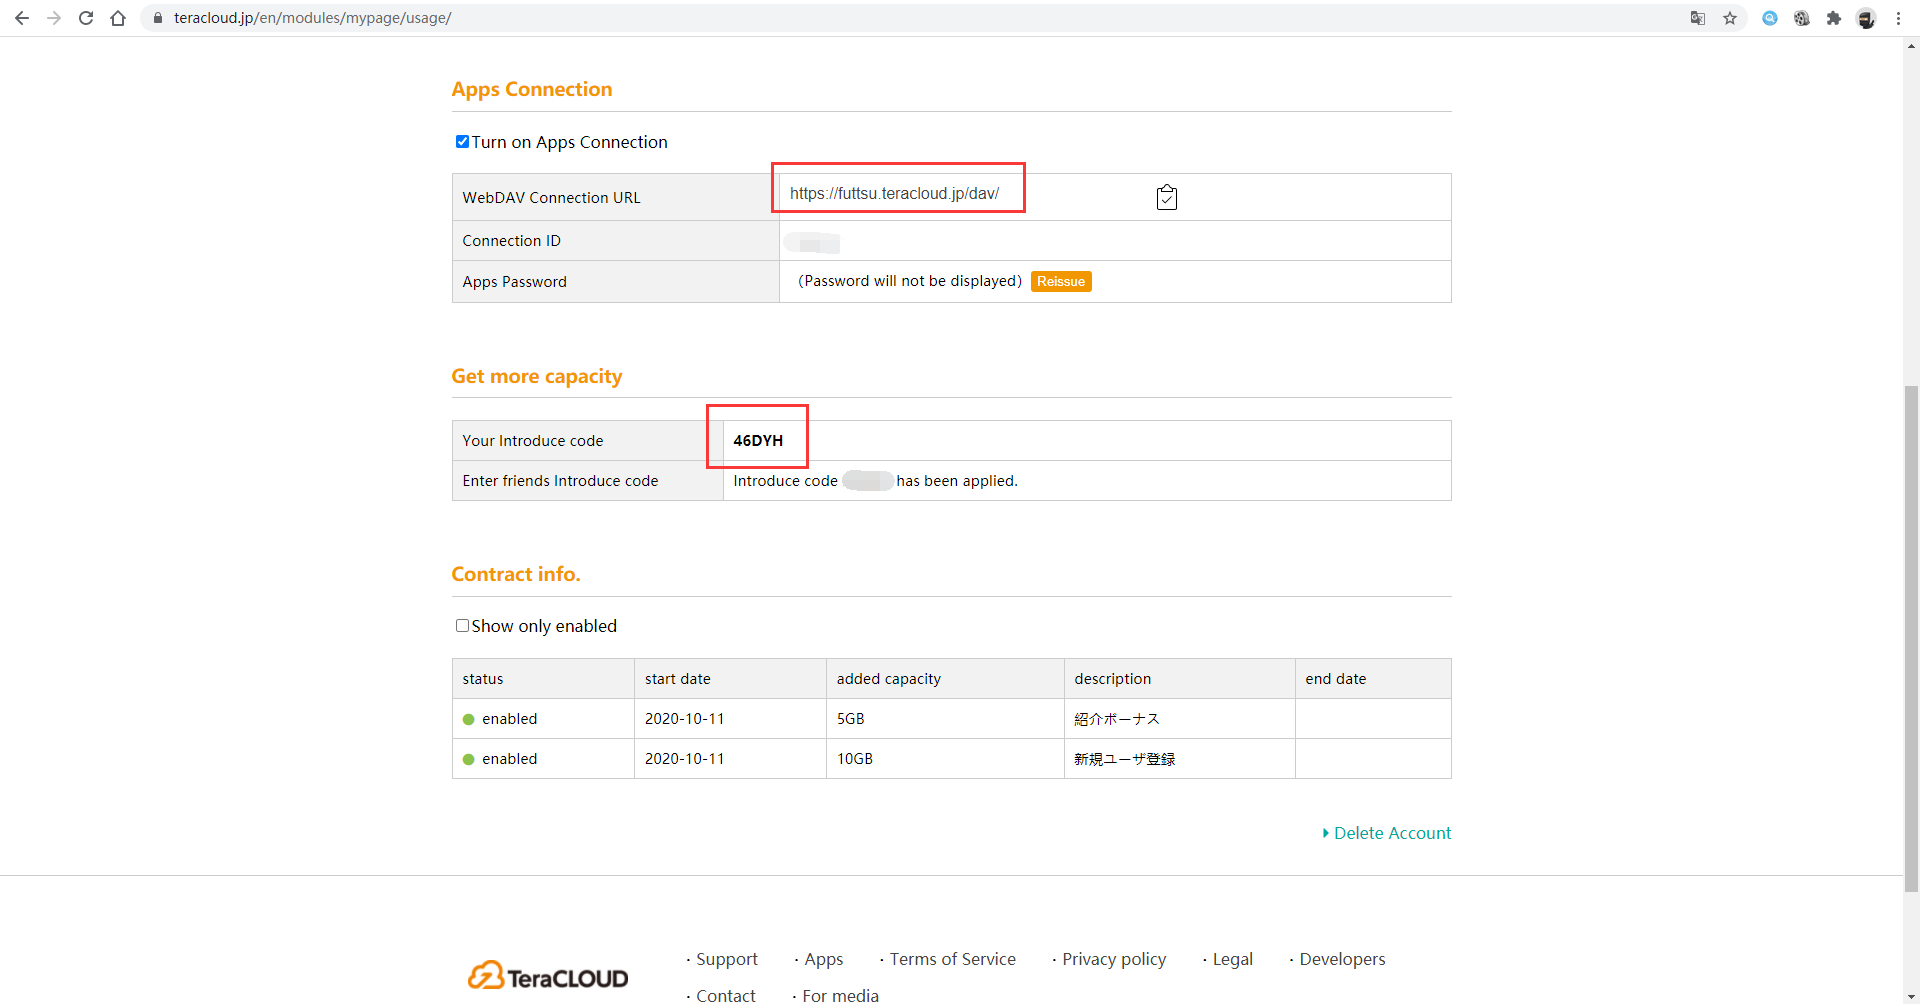 teracloud.jp/en/modules/mypage/usage/
Apps Connection
Turn on Apps Connection
WebDAV Connection URL https://futtsu.teracloud.jp/dav/
Connection ID
Apps Password （Password will not be displayed） Reissue
Get more capacity
Your Introduce code 46DYH
Enter friends Introduce code Introduce code has been applied.
Contract info.
Show only enabled
status start date added capacity description end date
enabled 2020-10-11 5GB 紹介ボーナス
enabled 2020-10-11 10GB 新規ユーザ登録
Delete Account
TeraCLOUD
· Support · Apps · Terms of Service · Privacy policy · Legal · Developers
· Contact · For media